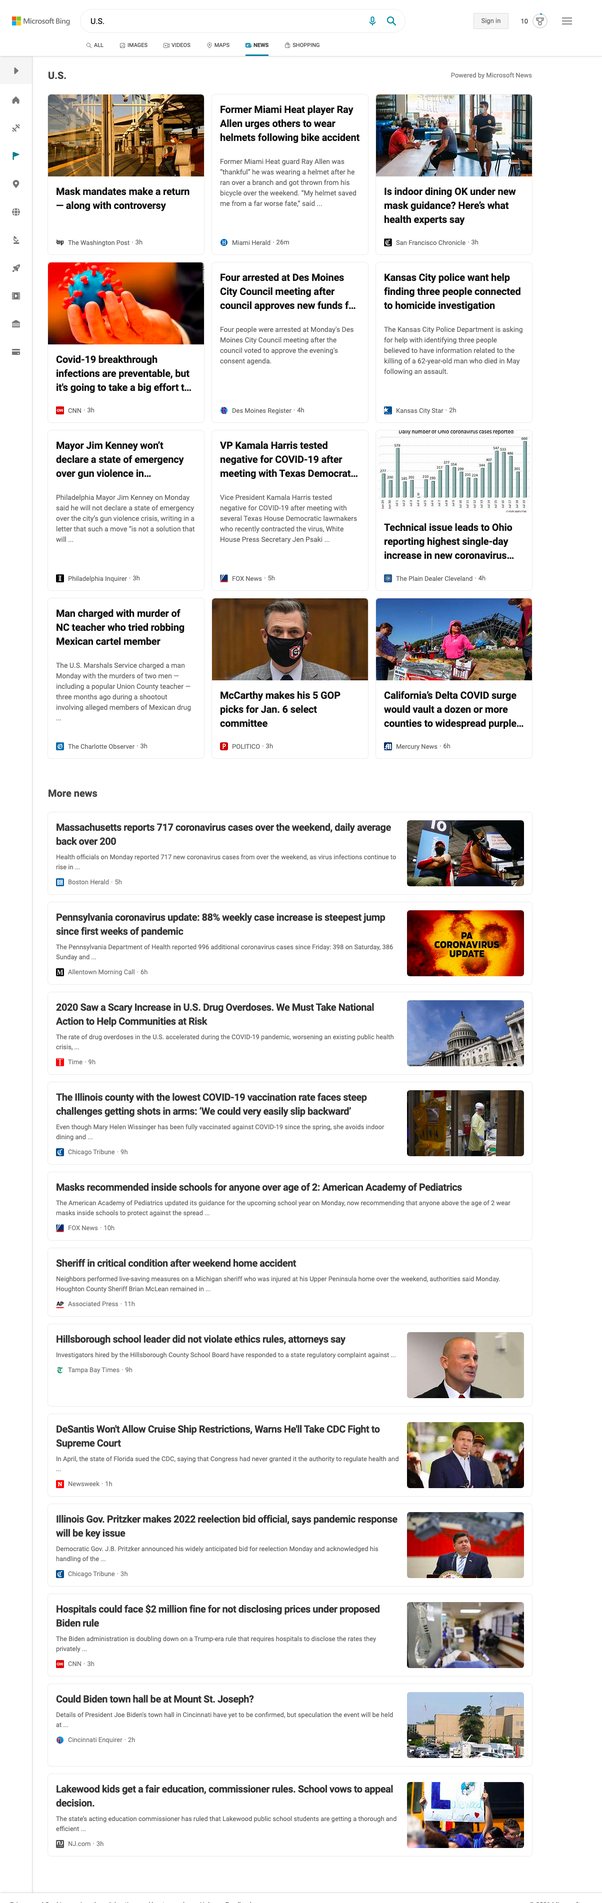 Microsoft Bing
U.S.
Sign in
10
ALL
IMAGES
VIDEOS
MAPS
NEWS
SHOPPING
U.S.
Powered by Microsoft News
Mask mandates make a return
— along with controversy
The Washington Post · 3h
Former Miami Heat player Ray
Allen urges others to wear
helmets following bike accident
Former Miami Heat guard Ray Allen was
"thankful" he was wearing a helmet after he
ran over a branch and got thrown from his
bicycle over the weekend. "My helmet saved
me from a far worse fate," said ...
Miami Herald · 26m
Is indoor dining OK under new
mask guidance? Here's what
health experts say
San Francisco Chronicle · 3h
Covid-19 breakthrough
infections are preventable, but
it's going to take a big effort t...
CNN · 3h
Four arrested at Des Moines
City Council meeting after
council approves new funds f...
Four people were arrested at Monday's Des
Moines City Council meeting after the
council voted to approve the evening's
consent agenda.
Des Moines Register · 4h
Kansas City police want help
finding three people connected
to homicide investigation
The Kansas City Police Department is asking
for help with identifying three people
believed to have information related to the
killing of a 62-year-old man who died in May
following an assault.
Kansas City Star · 2h
Mayor Jim Kenney won't
declare a state of emergency
over gun violence in...
Philadelphia Mayor Jim Kenney on Monday
said he will not declare a state of emergency
over the city's gun violence crisis, writing in a
letter that such a move "is not a solution that
will ...
Philadelphia Inquirer · 3h
VP Kamala Harris tested
negative for COVID-19 after
meeting with Texas Democrat...
Vice President Kamala Harris tested
negative for COVID-19 after meeting with
several Texas House Democratic lawmakers
who recently contracted the virus, White
House Press Secretary Jen Psaki ...
FOX News · 5h
Daily number of Ohio coronavirus cases reported
Technical issue leads to Ohio
reporting highest single-day
increase in new coronavirus...
The Plain Dealer Cleveland · 4h
Man charged with murder of
NC teacher who tried robbing
Mexican cartel member
The U.S. Marshals Service charged a man
Monday with the murders of two men —
including a popular Union County teacher —
three months ago during a shootout
involving alleged members of Mexican drug
...
The Charlotte Observer · 3h
McCarthy makes his 5 GOP
picks for Jan. 6 select
committee
POLITICO · 3h
California's Delta COVID surge
would vault a dozen or more
counties to widespread purple...
Mercury News · 6h
More news
Massachusetts reports 717 coronavirus cases over the weekend, daily average
back over 200
Health officials on Monday reported 717 new coronavirus cases from over the weekend, as virus infections continue to
rise in ...
Boston Herald · 5h
Pennsylvania coronavirus update: 88% weekly case increase is steepest jump
since first weeks of pandemic
The Pennsylvania Department of Health reported 996 additional coronavirus cases since Friday: 398 on Saturday, 386
Sunday and ...
Allentown Morning Call · 6h
PA
CORONAVIRUS
UPDATE
2020 Saw a Scary Increase in U.S. Drug Overdoses. We Must Take National
Action to Help Communities at Risk
The rate of drug overdoses in the U.S. accelerated during the COVID-19 pandemic, worsening an existing public health
crisis, ...
Time · 9h
The Illinois county with the lowest COVID-19 vaccination rate faces steep
challenges getting shots in arms: 'We could very easily slip backward'
Even though Mary Helen Wissinger has been fully vaccinated against COVID-19 since the spring, she avoids indoor
dining and ...
Chicago Tribune · 9h
Masks recommended inside schools for anyone over age of 2: American Academy of Pediatrics
The American Academy of Pediatrics updated its guidance for the upcoming school year on Monday, now recommending that anyone above the age of 2 wear
masks inside schools to protect against the spread ...
FOX News · 10h
Sheriff in critical condition after weekend home accident
Neighbors performed live-saving measures on a Michigan sheriff who was injured at his Upper Peninsula home over the weekend, authorities said Monday.
Houghton County Sheriff Brian McLean remained in ...
Associated Press · 11h
Hillsborough school leader did not violate ethics rules, attorneys say
Investigators hired by the Hillsborough County School Board have responded to a state regulatory complaint against ...
Tampa Bay Times · 9h
DeSantis Won't Allow Cruise Ship Restrictions, Warns He'll Take CDC Fight to
Supreme Court
In April, the state of Florida sued the CDC, saying that Congress had never granted it the authority to regulate health and
...
Newsweek · 1h
Illinois Gov. Pritzker makes 2022 reelection bid official, says pandemic response
will be key issue
Democratic Gov. J.B. Pritzker announced his widely anticipated bid for reelection Monday and acknowledged his
handling of the ...
Chicago Tribune · 3h
Hospitals could face $2 million fine for not disclosing prices under proposed
Biden rule
The Biden administration is doubling down on a Trump-era rule that requires hospitals to disclose the rates they
privately ...
CNN · 3h
Could Biden town hall be at Mount St. Joseph?
Details of President Joe Biden's town hall in Cincinnati have yet to be confirmed, but speculation the event will be held
at ...
Cincinnati Enquirer · 2h
Lakewood kids get a fair education, commissioner rules. School vows to appeal
decision.
The state's acting education commissioner has ruled that Lakewood public school students are getting a thorough and
efficient ...
NJ.com · 3h